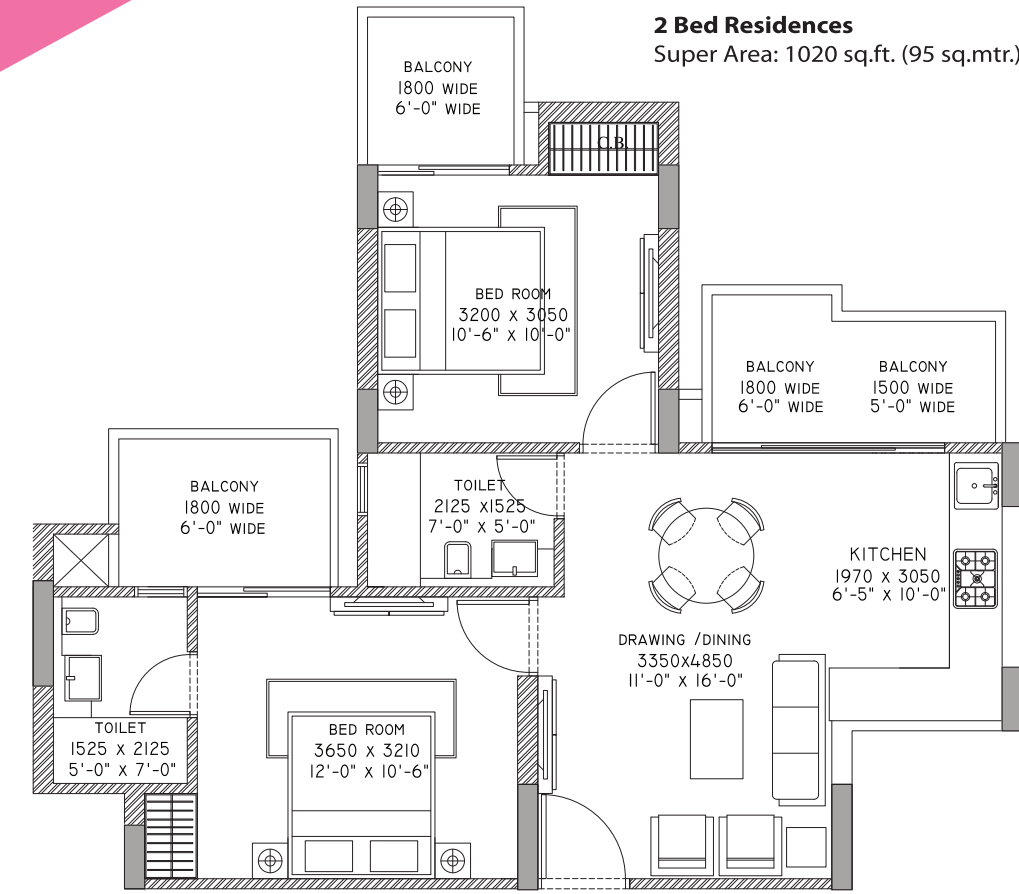 2 Bed Residences
Super Area: 1020 sq.ft. (95 sq.mtr.)
BALCONY
1800 WIDE
6'-0" WIDE
C.B.
BED ROOM
3200 X 3050
10'-6" X 10'-0"
BALCONY
1800 WIDE
6'-0" WIDE
BALCONY
1500 WIDE
5'-0" WIDE
BALCONY
1800 WIDE
6'-0" WIDE
TOILET
2125 x1525
7'-0" X 5'-0"
KITCHEN
1970 X 3050
6'-5" X 10'-0"
DRAWING /DINING
3350x4850
11'-0" X 16'-0"
TOILET
1525 X 2125
5'-0" X 7'-0"
BED ROOM
3650 X 3210
12'-0" X 10'-6"